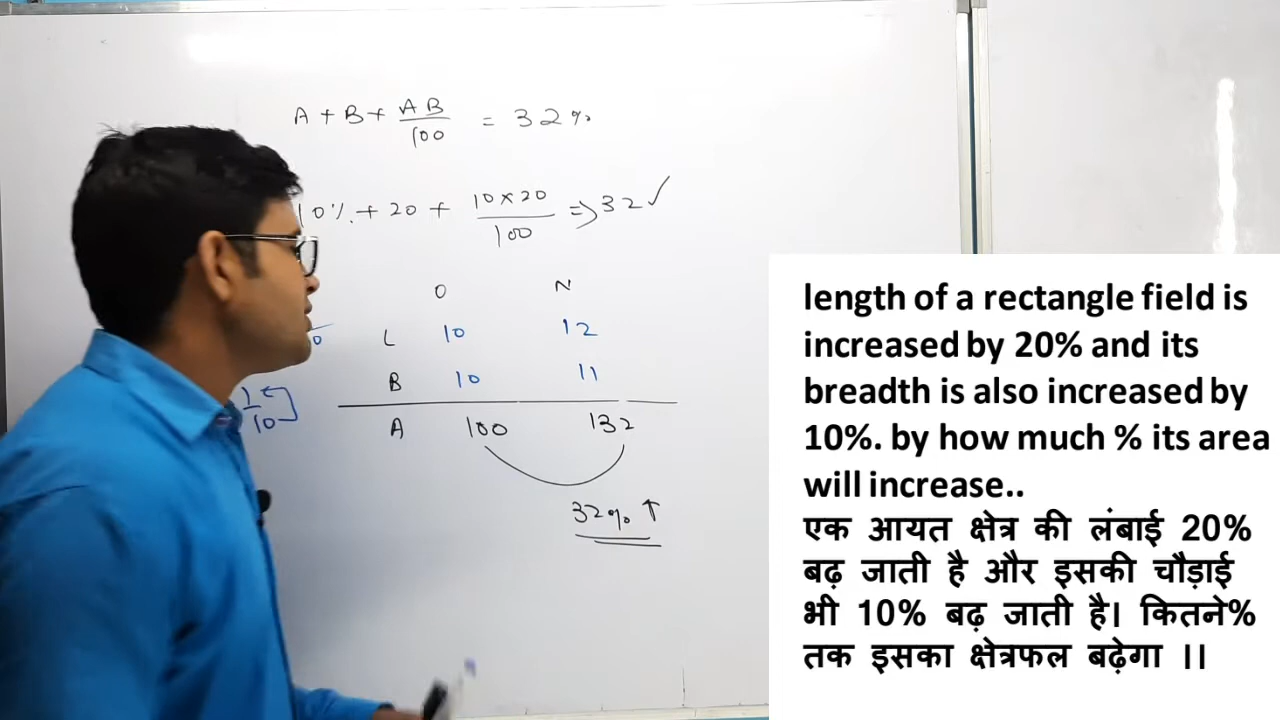 A + B + AB/100 = 32%
10% + 20 + 10×20/100 => 32 ✓
O N
L 10 12
B 10 11
1/10
A 100 132
32% ↑
length of a rectangle field is
increased by 20% and its
breadth is also increased by
10%. by how much % its area
will increase..
एक आयत क्षेत्र की लंबाई 20%
बढ़ जाती है और इसकी चौड़ाई
भी 10% बढ़ जाती है। कितने%
तक इसका क्षेत्रफल बढ़ेगा ।।